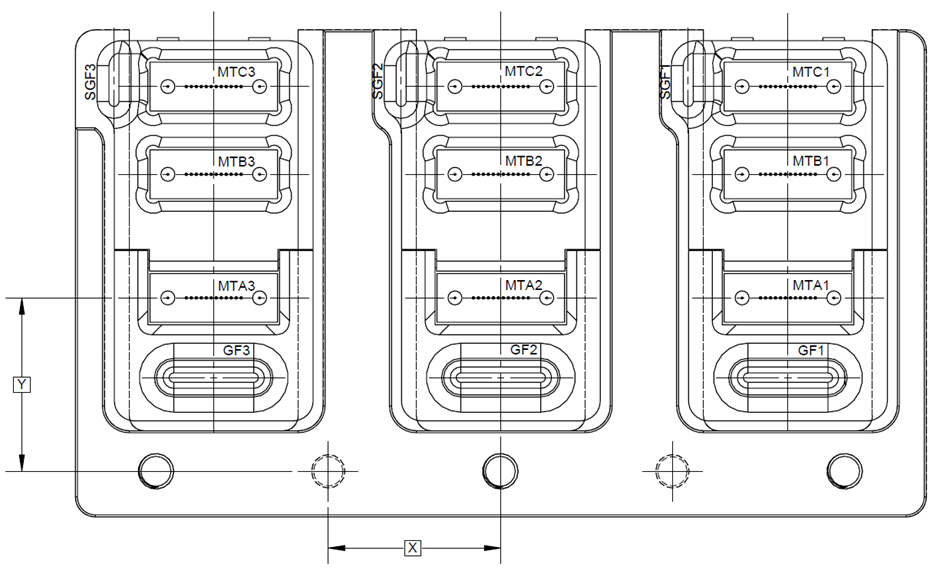 MTC3
MTC2
MTC1
SGF3
SGF2
SGF1
MTB3
MTB2
MTB1
MTA3
MTA2
MTA1
GF3
GF2
GF1
Y
X